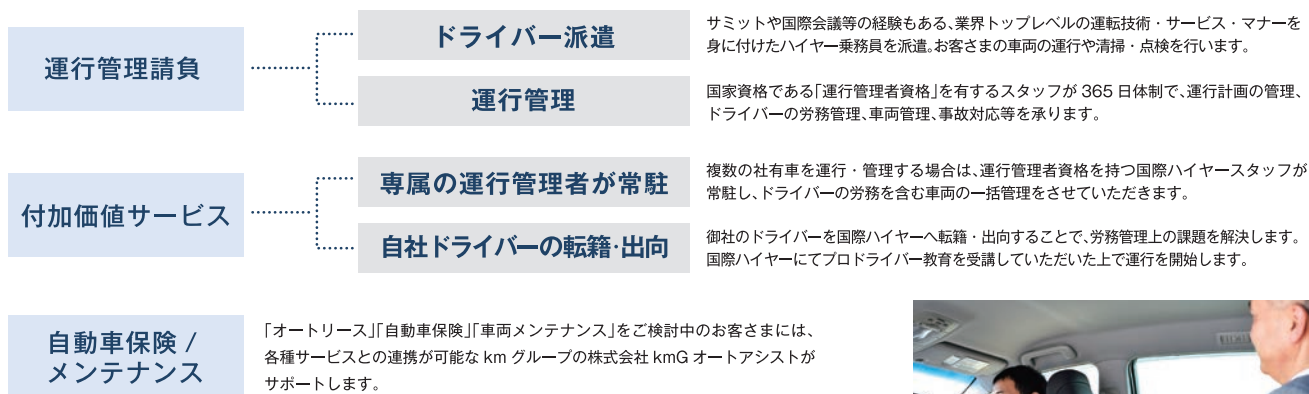 運行管理請負
ドライバー派遣
サミットや国際会議等の経験もある、業界トップレベルの運転技術・サービス・マナーを
身に付けたハイヤー乗務員を派遣。お客さまの車両の運行や清掃・点検を行います。
運行管理
国家資格である「運行管理者資格」を有するスタッフが 365 日体制で、運行計画の管理、
ドライバーの労務管理、車両管理、事故対応等を承ります。
付加価値サービス
専属の運行管理者が常駐
複数の社有車を運行・管理する場合は、運行管理者資格を持つ国際ハイヤースタッフが
常駐し、ドライバーの労務を含む車両の一括管理をさせていただきます。
自社ドライバーの転籍・出向
御社のドライバーを国際ハイヤーへ転籍・出向することで、労務管理上の課題を解決します。
国際ハイヤーにてプロドライバー教育を受講していただいた上で運行を開始します。
自動車保険 /
メンテナンス
「オートリース」「自動車保険」「車両メンテナンス」をご検討中のお客さまには、
各種サービスとの連携が可能な km グループの株式会社 kmG オートアシストが
サポートします。